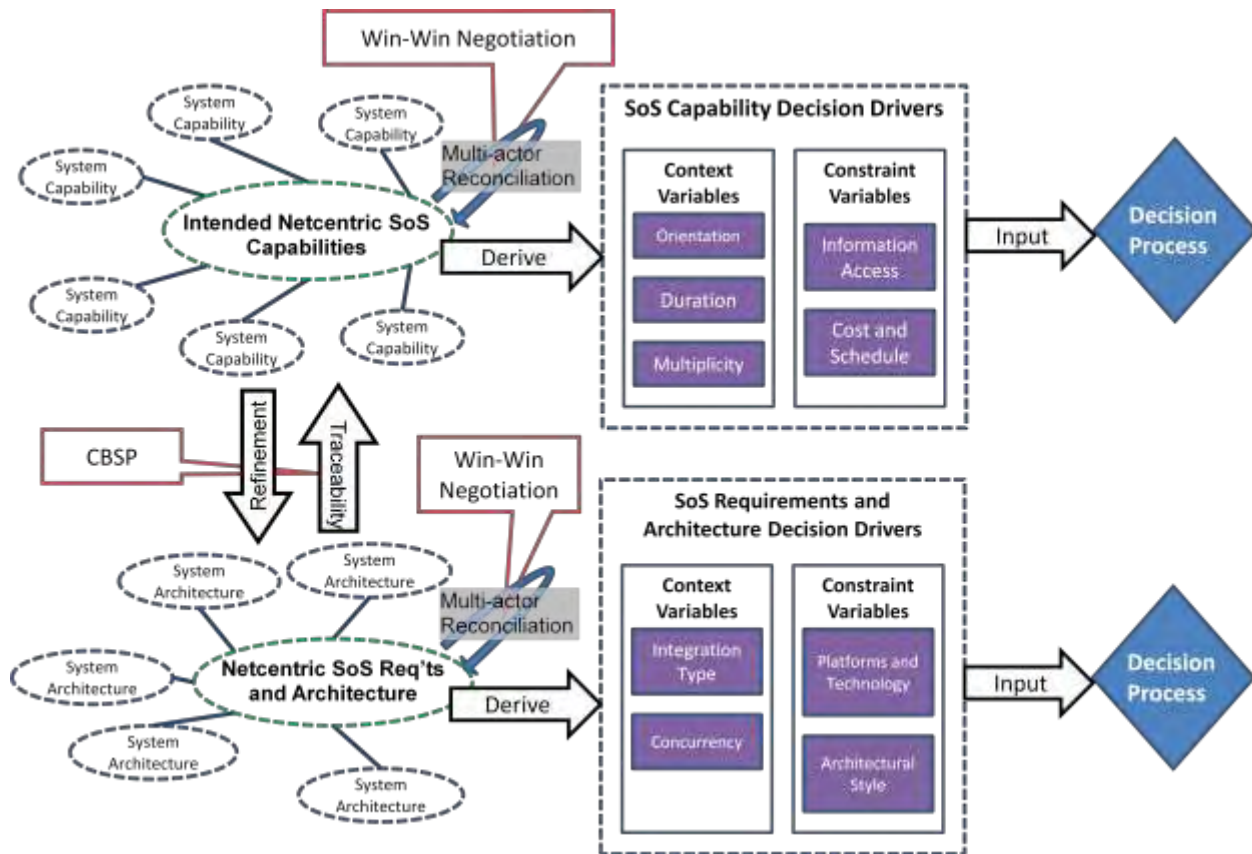 Win-Win Negotiation
System
Capability
System
Capability
System
Capability
System
Capability
Multi-actor
Reconciliation
Intended Netcentric SoS
Capabilities
System
Capability
System
Capability
System
Capability
Derive
SoS Capability Decision Drivers
Context
Variables
Orientation
Duration
Multiplicity
Constraint
Variables
Information
Access
Cost and
Schedule
Input
Decision
Process
CBSP
Refinement
Traceability
Win-Win
Negotiation
System
Architecture
System
Architecture
Multi-actor
Reconciliation
System
Architecture
Netcentric SoS Req'ts
and Architecture
System
Architecture
System
Architecture
Derive
SoS Requirements and
Architecture Decision Drivers
Context
Variables
Integration
Type
Concurrency
Constraint
Variables
Platforms and
Technology
Architectural
Style
Input
Decision
Process